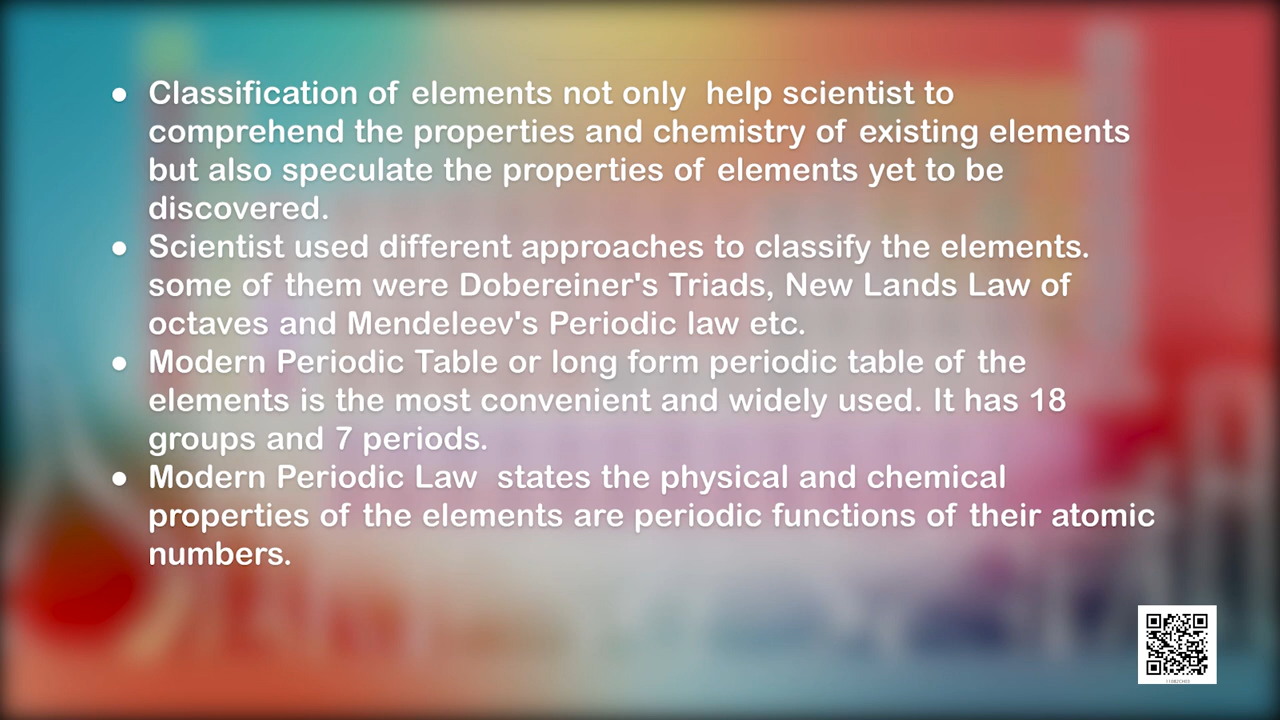 ● Classification of elements not only help scientist to
comprehend the properties and chemistry of existing elements
but also speculate the properties of elements yet to be
discovered.
● Scientist used different approaches to classify the elements.
some of them were Dobereiner's Triads, New Lands Law of
octaves and Mendeleev's Periodic law etc.
● Modern Periodic Table or long form periodic table of the
elements is the most convenient and widely used. It has 18
groups and 7 periods.
● Modern Periodic Law states the physical and chemical
properties of the elements are periodic functions of their atomic
numbers.